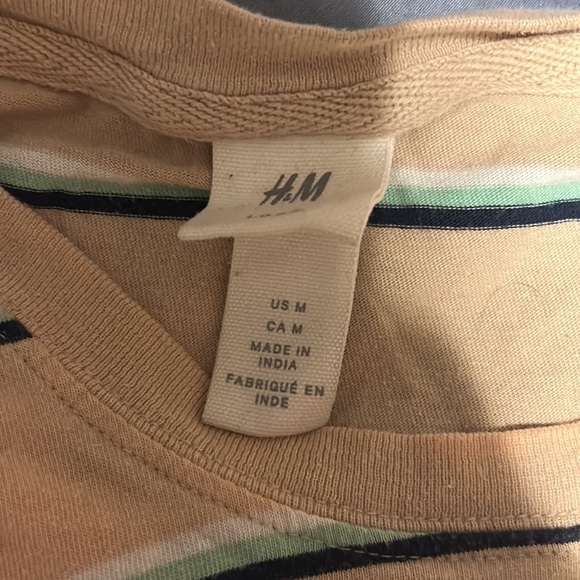 H&M
US M
CA M
MADE IN
INDIA
FABRIQUÉ EN
INDE